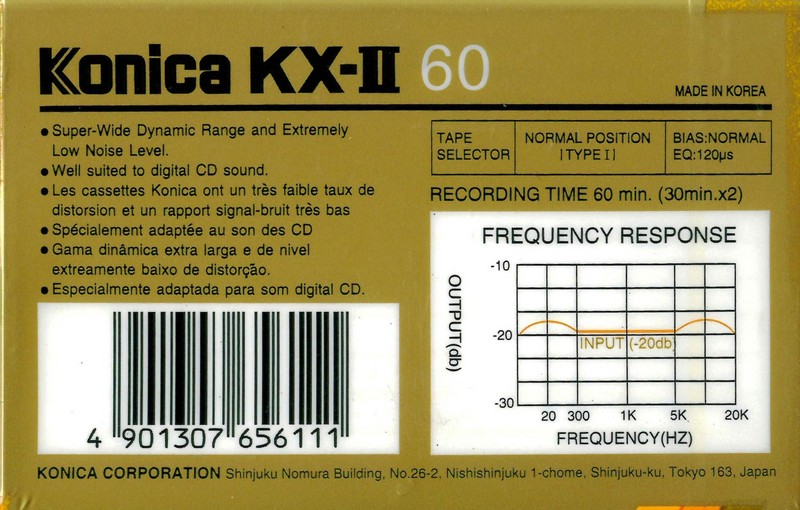 Konica KX-II 60
MADE IN KOREA
● Super-Wide Dynamic Range and Extremely
Low Noise Level.
● Well suited to digital CD sound.
● Les cassettes Konica ont un très faible taux de
distorsion et un rapport signal-bruit très bas
● Spécialement adaptée au son des CD
● Gama dinâmica extra larga e de nivel
extreamente baixo de distorção.
● Especialmente adaptada para som digital CD.
4 901307 656111
TAPE
SELECTOR
NORMAL POSITION
[TYPE I]
BIAS:NORMAL
EQ:120µs
RECORDING TIME 60 min. (30min.x2)
FREQUENCY RESPONSE
OUTPUT(db)
-10
-20
-30
INPUT (-20db)
20 300 1K 5K 20K
FREQUENCY(HZ)
KONICA CORPORATION Shinjuku Nomura Building, No.26-2, Nishishinjuku 1-chome, Shinjuku-ku, Tokyo 163, Japan